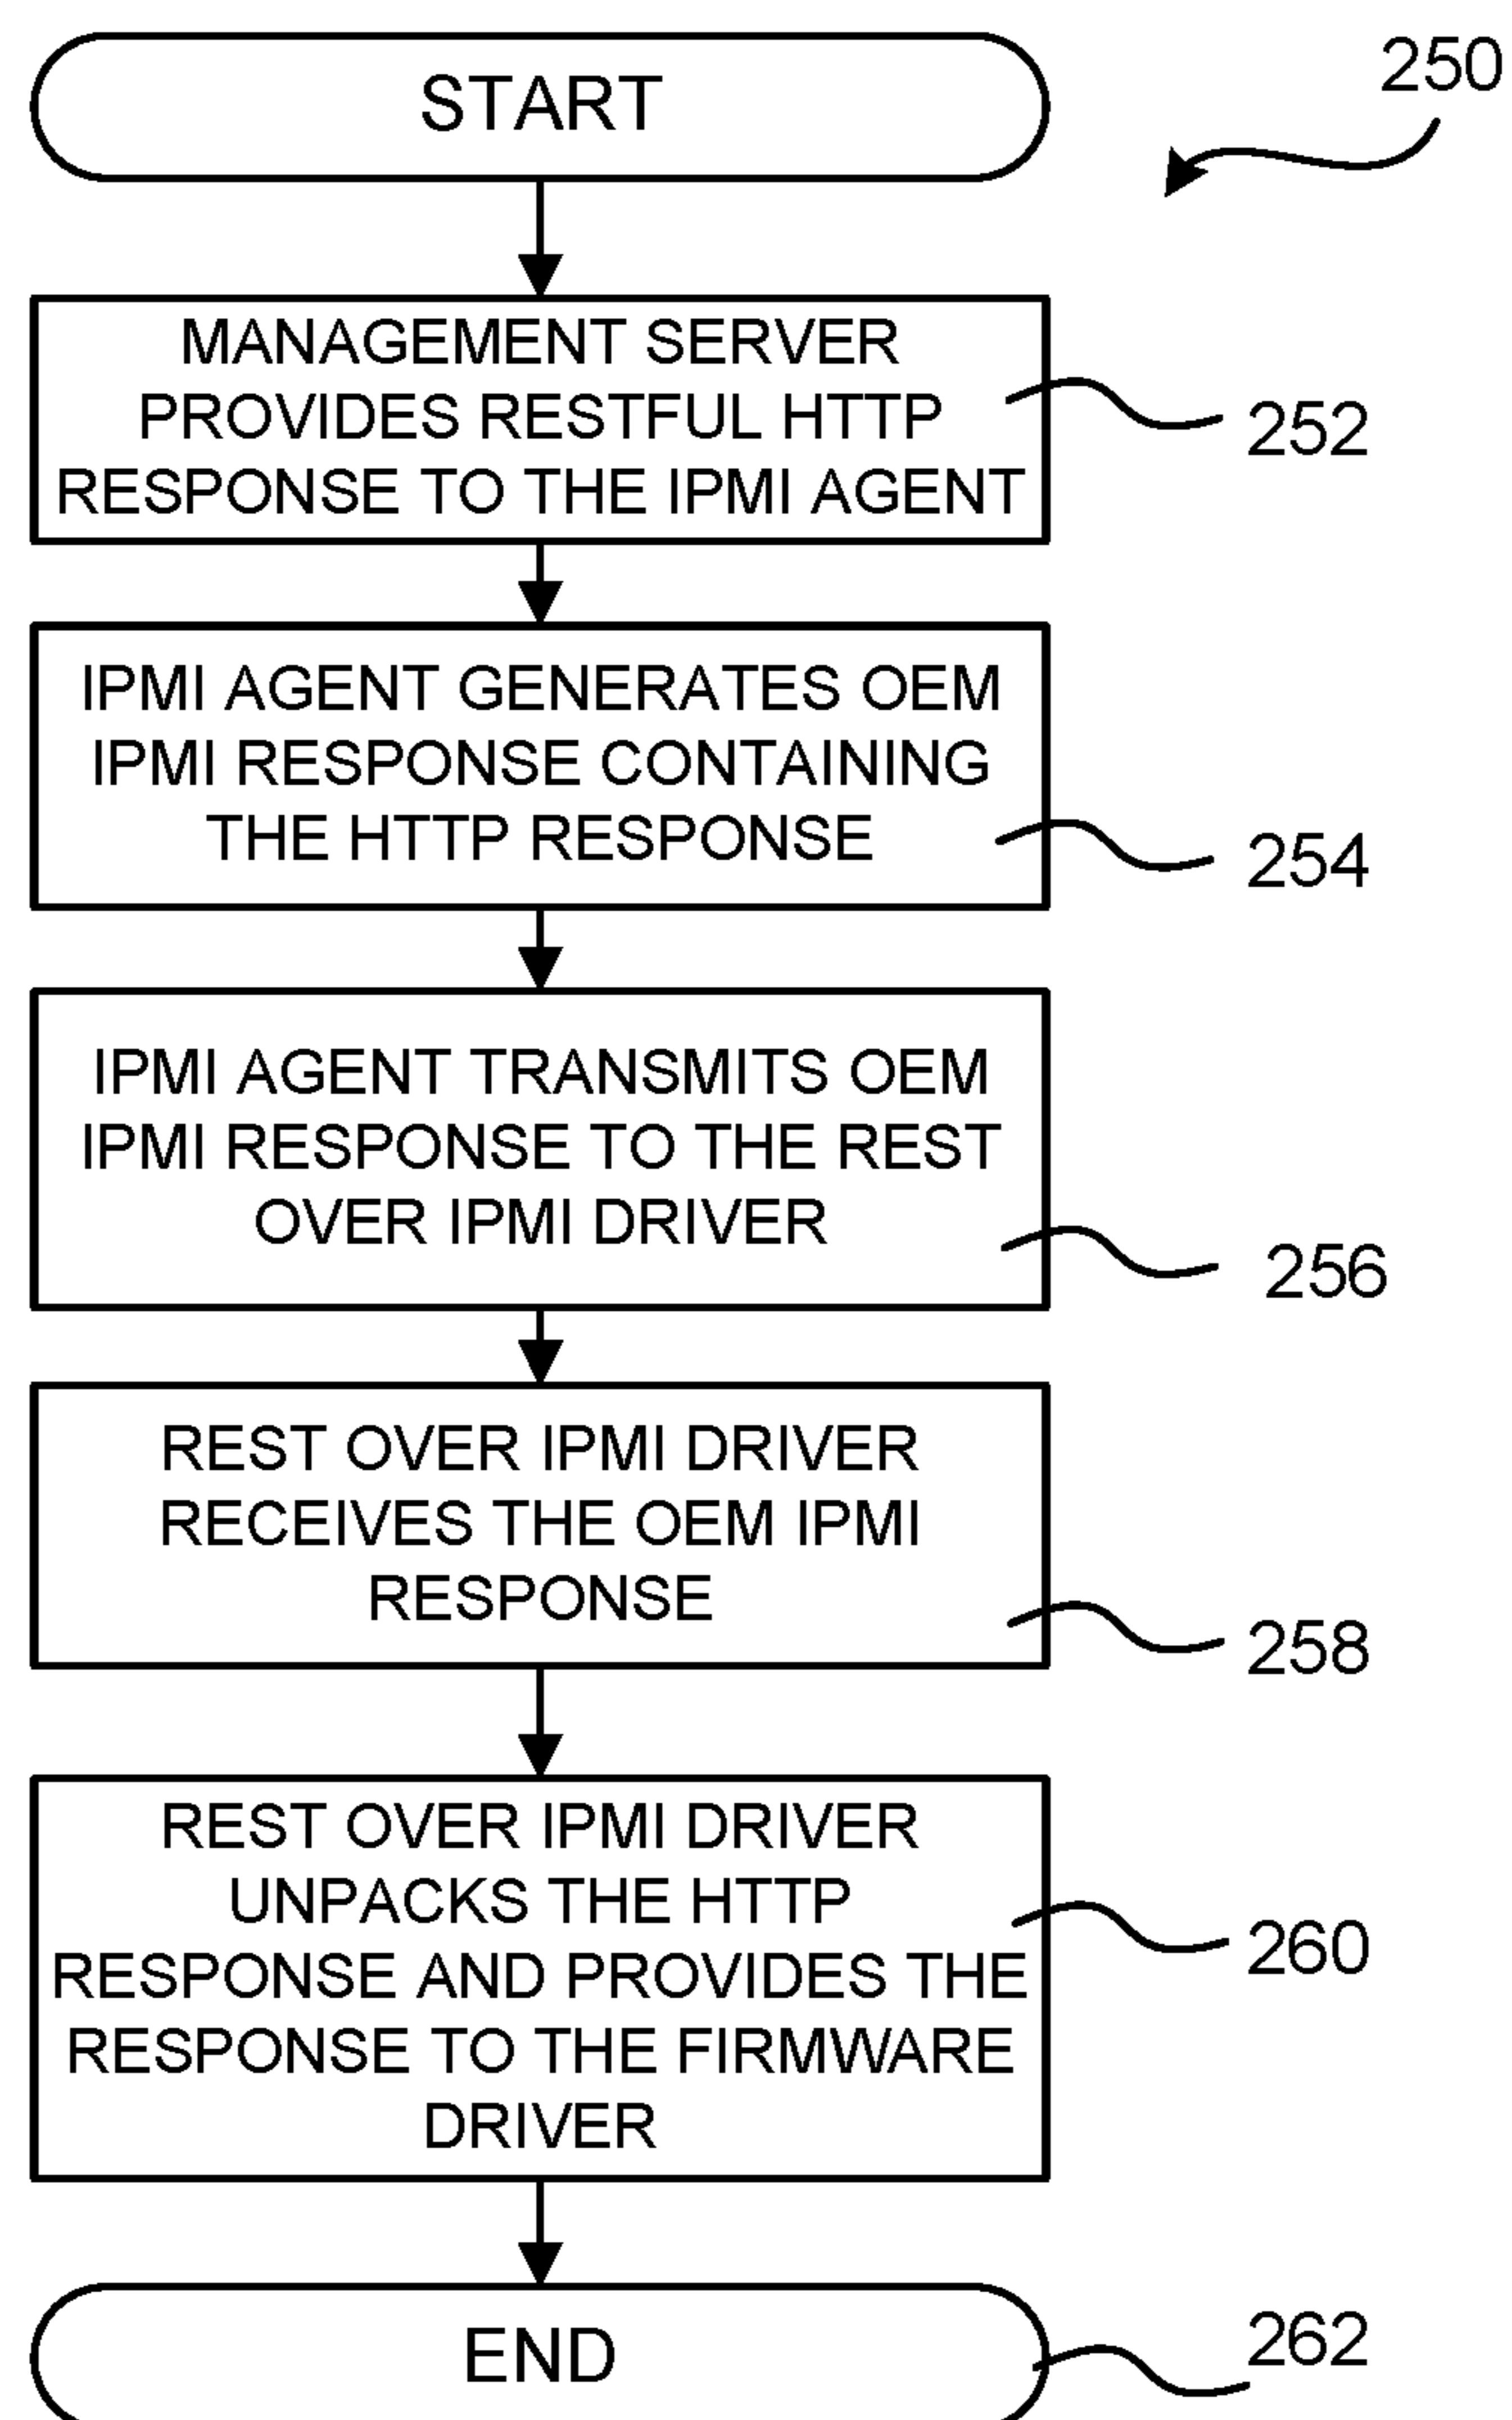 START
250
MANAGEMENT SERVER
PROVIDES RESTFUL HTTP
RESPONSE TO THE IPMI AGENT
252
IPMI AGENT GENERATES OEM
IPMI RESPONSE CONTAINING
THE HTTP RESPONSE
254
IPMI AGENT TRANSMITS OEM
IPMI RESPONSE TO THE REST
OVER IPMI DRIVER
256
REST OVER IPMI DRIVER
RECEIVES THE OEM IPMI
RESPONSE
258
REST OVER IPMI DRIVER
UNPACKS THE HTTP
RESPONSE AND PROVIDES THE
RESPONSE TO THE FIRMWARE
DRIVER
260
END
262